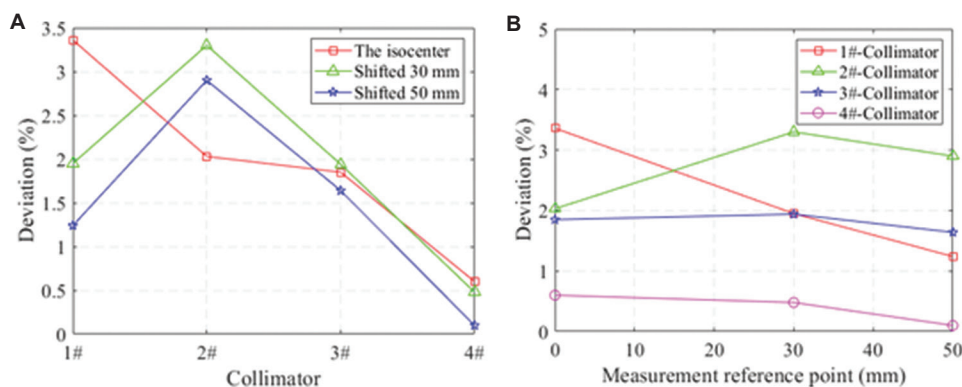 A
3.5
3
2.5
2
1.5
1
0.5
0
Deviation (%)
The isocenter
Shifted 30 mm
Shifted 50 mm
1#
2#
3#
4#
Collimator
B
5
4
3
2
1
0
Deviation (%)
1#-Collimator
2#-Collimator
3#-Collimator
4#-Collimator
0
10
20
30
40
50
Measurement reference point (mm)